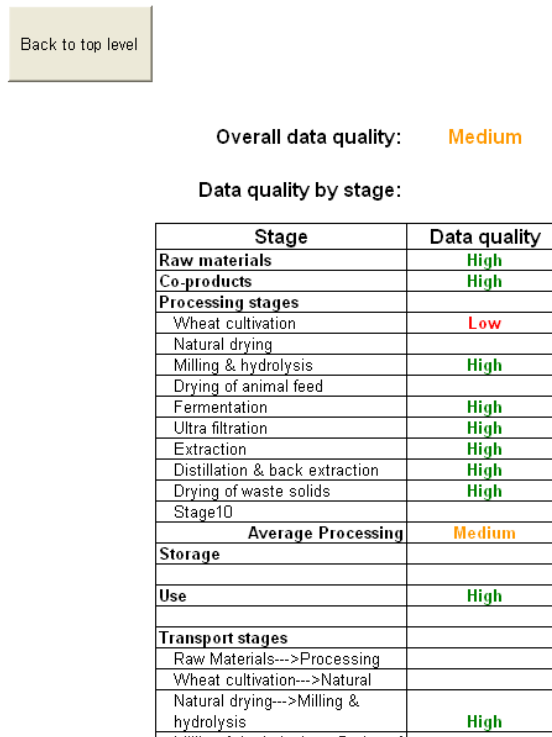 Back to top level
Overall data quality: Medium
Data quality by stage:
Stage Data quality
Raw materials High
Co-products High
Processing stages
Wheat cultivation Low
Natural drying
Milling & hydrolysis High
Drying of animal feed
Fermentation High
Ultra filtration High
Extraction High
Distillation & back extraction High
Drying of waste solids High
Stage10
Average Processing Medium
Storage
Use High
Transport stages
Raw Materials--->Processing
Wheat cultivation--->Natural
Natural drying--->Milling &
hydrolysis High